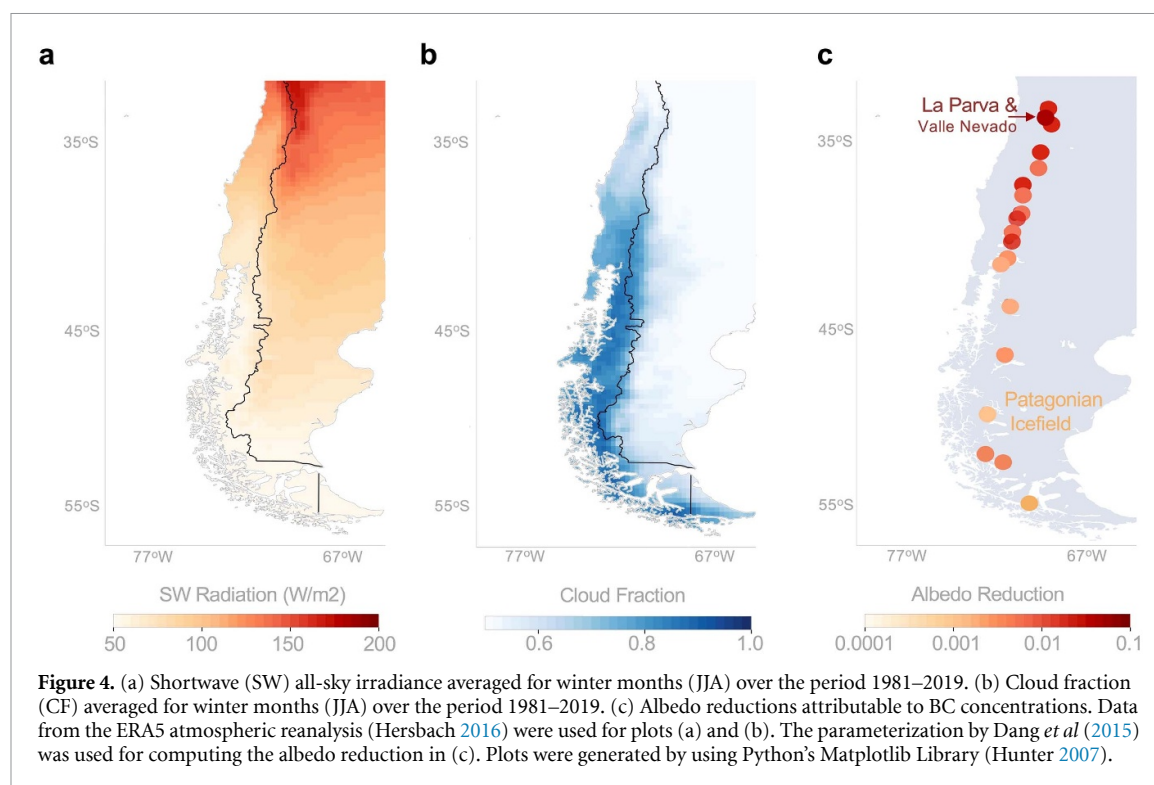 a
b
c
35ºS
45ºS
55ºS
77ºW
67ºW
SW Radiation (W/m2)
50
100
150
200
35ºS
45ºS
55ºS
77ºW
67ºW
Cloud Fraction
0.6
0.8
1.0
La Parva &
Valle Nevado
35ºS
45ºS
Patagonian
Icefield
55ºS
77ºW
67ºW
Albedo Reduction
0.0001
0.001
0.01
0.1
Figure 4. (a) Shortwave (SW) all-sky irradiance averaged for winter months (JJA) over the period 1981–2019. (b) Cloud fraction
(CF) averaged for winter months (JJA) over the period 1981–2019. (c) Albedo reductions attributable to BC concentrations. Data
from the ERA5 atmospheric reanalysis (Hersbach 2016) were used for plots (a) and (b). The parameterization by Dang et al (2015)
was used for computing the albedo reduction in (c). Plots were generated by using Python's Matplotlib Library (Hunter 2007).